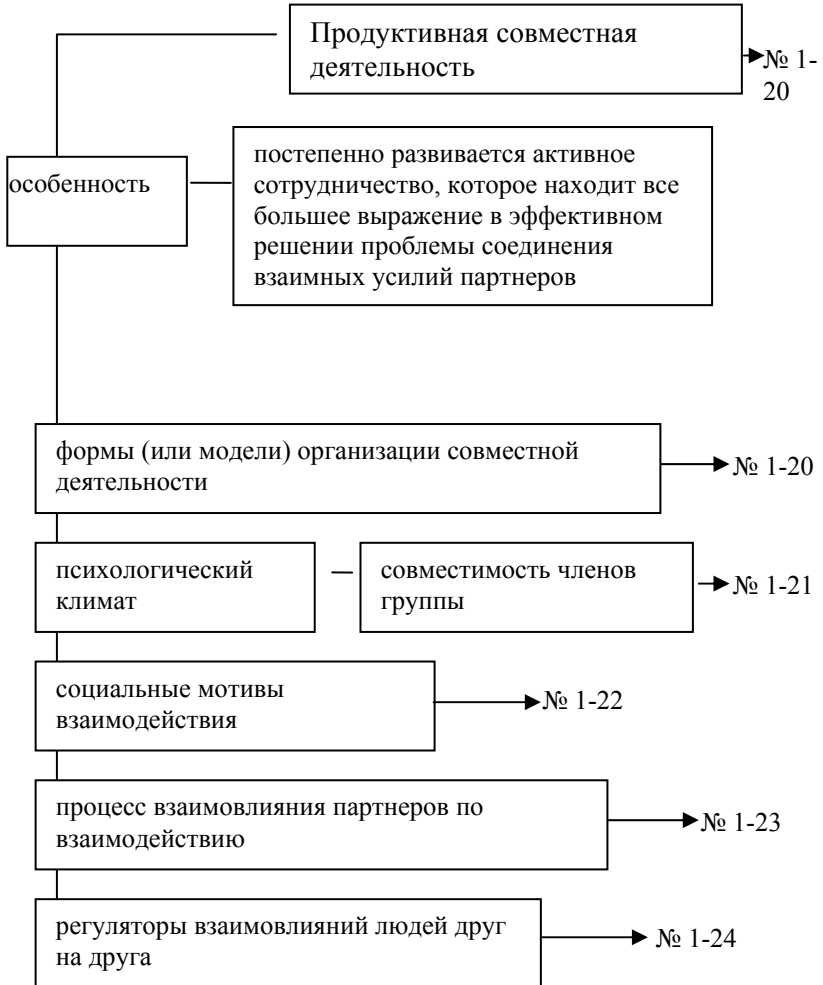 Продуктивная совместная
деятельность
№ 1-
20
особенность
постепенно развивается активное
сотрудничество, которое находит все
большее выражение в эффективном
решении проблемы соединения
взаимных усилий партнеров
формы (или модели) организации совместной
деятельности
№ 1-20
психологический
климат
совместимость членов
группы
№ 1-21
социальные мотивы
взаимодействия
№ 1-22
процесс взаимовлияния партнеров по
взаимодействию
№ 1-23
регуляторы взаимовлияний людей друг
на друга
№ 1-24